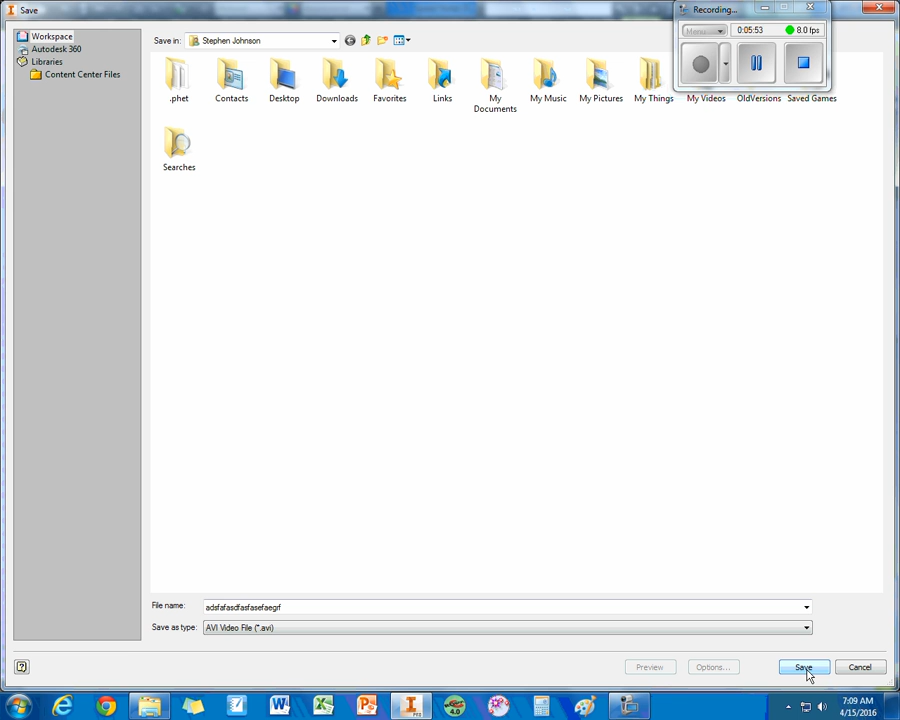 Save
Recording...
Menu
0:05:53
8.0 fps
Workspace
Autodesk 360
Libraries
Content Center Files
Save in:
Stephen Johnson
.phet
Contacts
Desktop
Downloads
Favorites
Links
My Documents
My Music
My Pictures
My Things
My Videos
OldVersions
Saved Games
Searches
File name:
adsfafasdfasfasefaegrf
Save as type:
AVI Video File (*.avi)
Preview
Options...
Save
Cancel
7:09 AM
4/15/2016